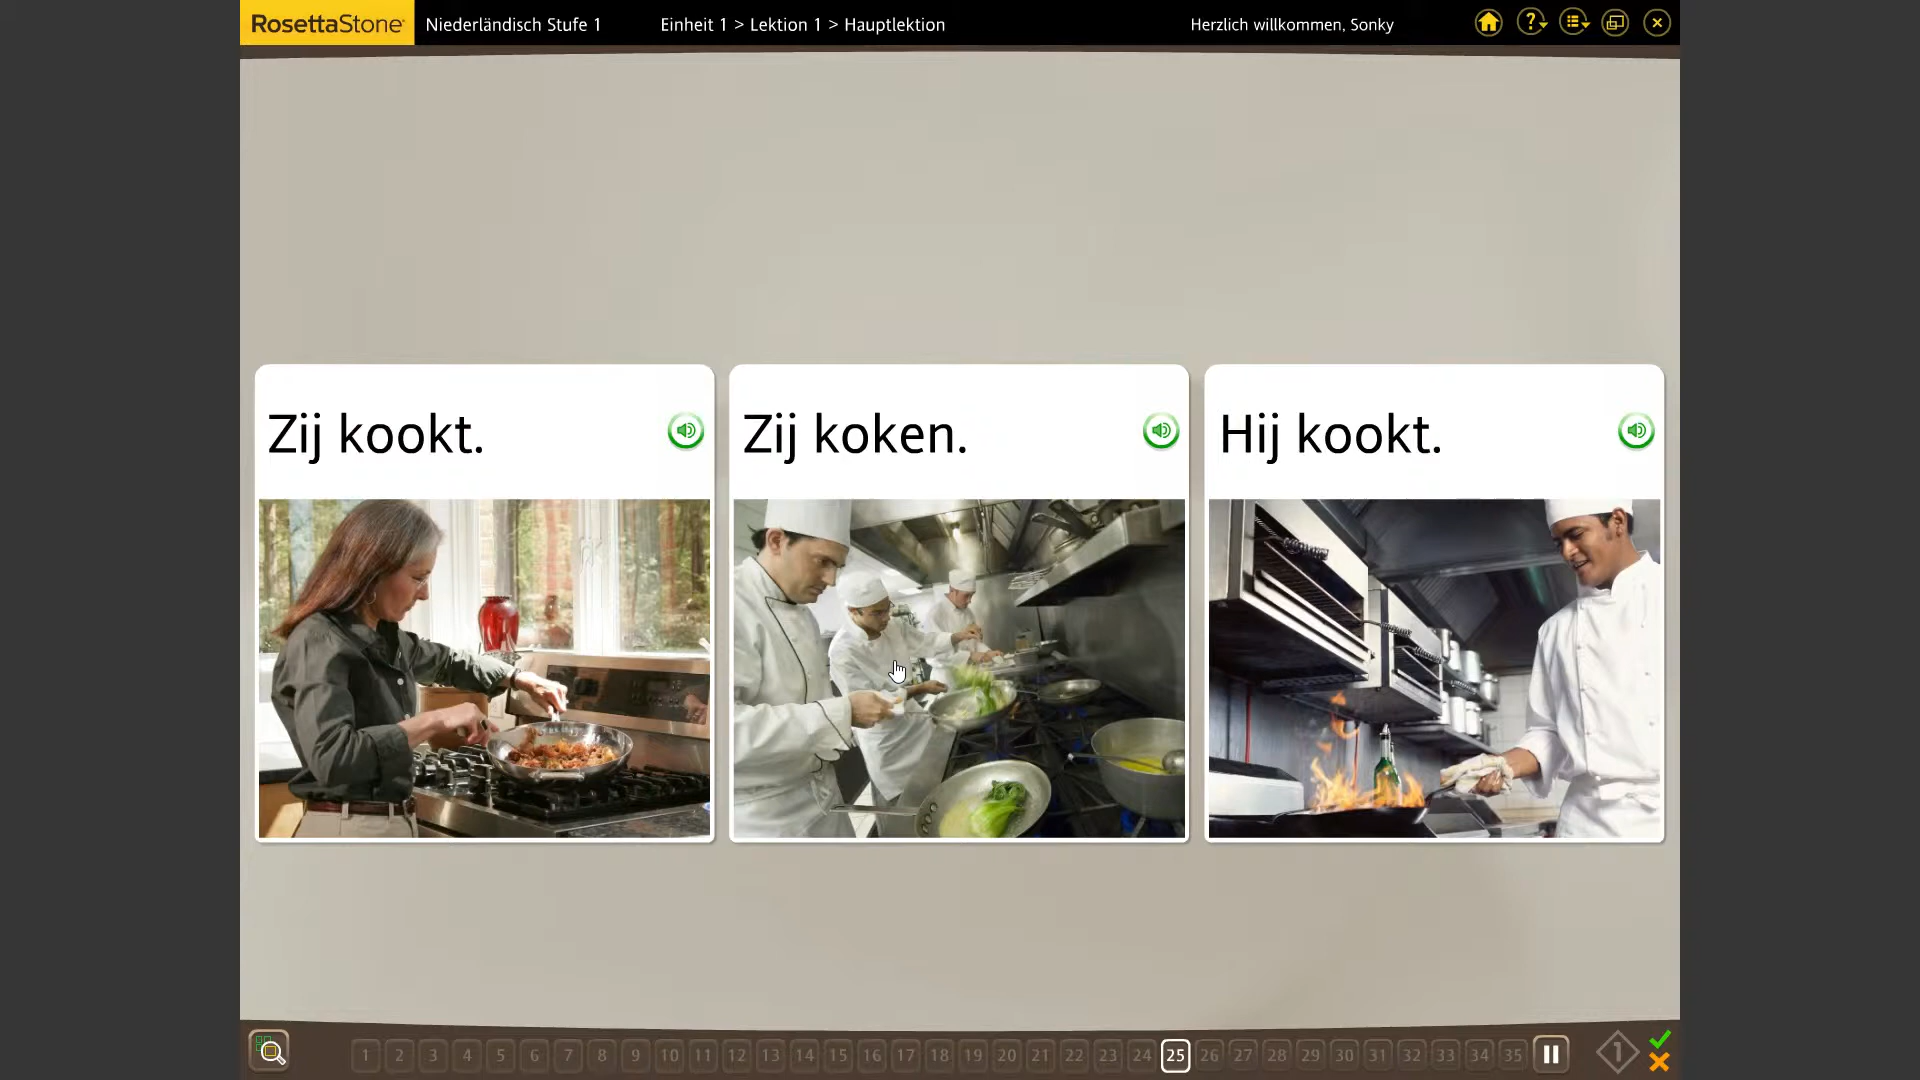 RosettaStone
Niederländisch Stufe 1
Einheit 1 > Lektion 1 > Hauptlektion
Herzlich willkommen, Sonky
?
Zij kookt.
Zij koken.
Hij kookt.
1 2 3 4 5 6 7 8 9 10 11 12 13 14 15 16 17 18 19 20 21 22 23 24 25 26 27 28 29 30 31 32 33 34 35
1